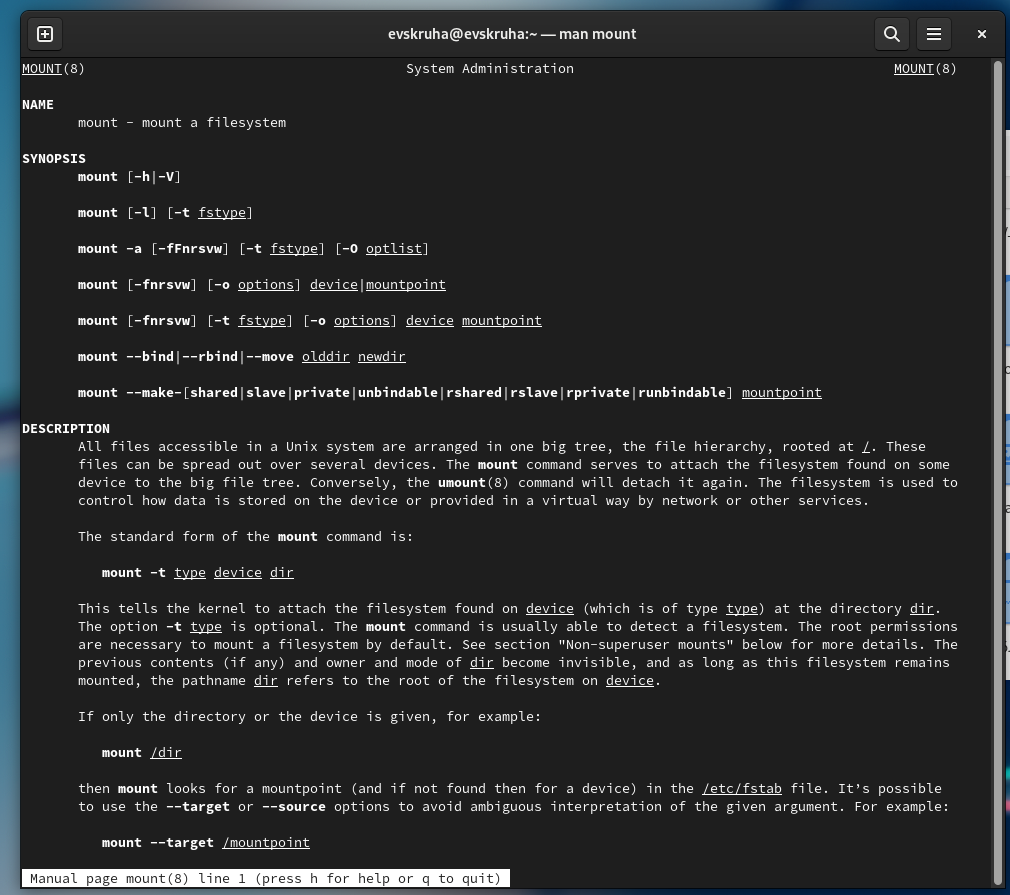 evskruha@evskruha:~ — man mount
MOUNT(8) System Administration MOUNT(8)
NAME
mount - mount a filesystem
SYNOPSIS
mount [-h|-V]
mount [-l] [-t fstype]
mount -a [-fFnrsvw] [-t fstype] [-O optlist]
mount [-fnrsvw] [-o options] device|mountpoint
mount [-fnrsvw] [-t fstype] [-o options] device mountpoint
mount --bind|--rbind|--move olddir newdir
mount --make-[shared|slave|private|unbindable|rshared|rslave|rprivate|runbindable] mountpoint
DESCRIPTION
All files accessible in a Unix system are arranged in one big tree, the file hierarchy, rooted at /. These
files can be spread out over several devices. The mount command serves to attach the filesystem found on some
device to the big file tree. Conversely, the umount(8) command will detach it again. The filesystem is used to
control how data is stored on the device or provided in a virtual way by network or other services.
The standard form of the mount command is:
mount -t type device dir
This tells the kernel to attach the filesystem found on device (which is of type type) at the directory dir.
The option -t type is optional. The mount command is usually able to detect a filesystem. The root permissions
are necessary to mount a filesystem by default. See section "Non-superuser mounts" below for more details. The
previous contents (if any) and owner and mode of dir become invisible, and as long as this filesystem remains
mounted, the pathname dir refers to the root of the filesystem on device.
If only the directory or the device is given, for example:
mount /dir
then mount looks for a mountpoint (and if not found then for a device) in the /etc/fstab file. It’s possible
to use the --target or --source options to avoid ambiguous interpretation of the given argument. For example:
mount --target /mountpoint
Manual page mount(8) line 1 (press h for help or q to quit)